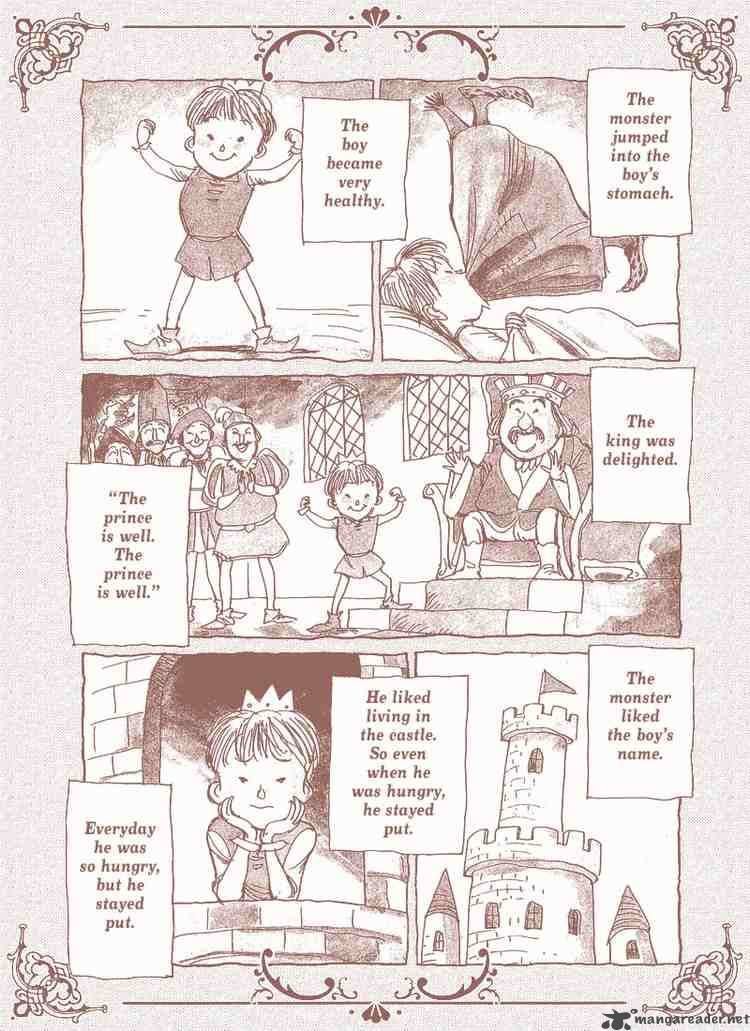 The
monster
jumped
into the
boy's
stomach.
The
boy
became
very
healthy.
The
king was
delighted.
“The
prince
is well.
The
prince
is well.”
The
monster
liked
the boy's
name.
He liked
living in
the castle.
So even
when he
was hungry,
he stayed
put.
Everyday
he was
so hungry,
but he
stayed
put.
mangareader.net